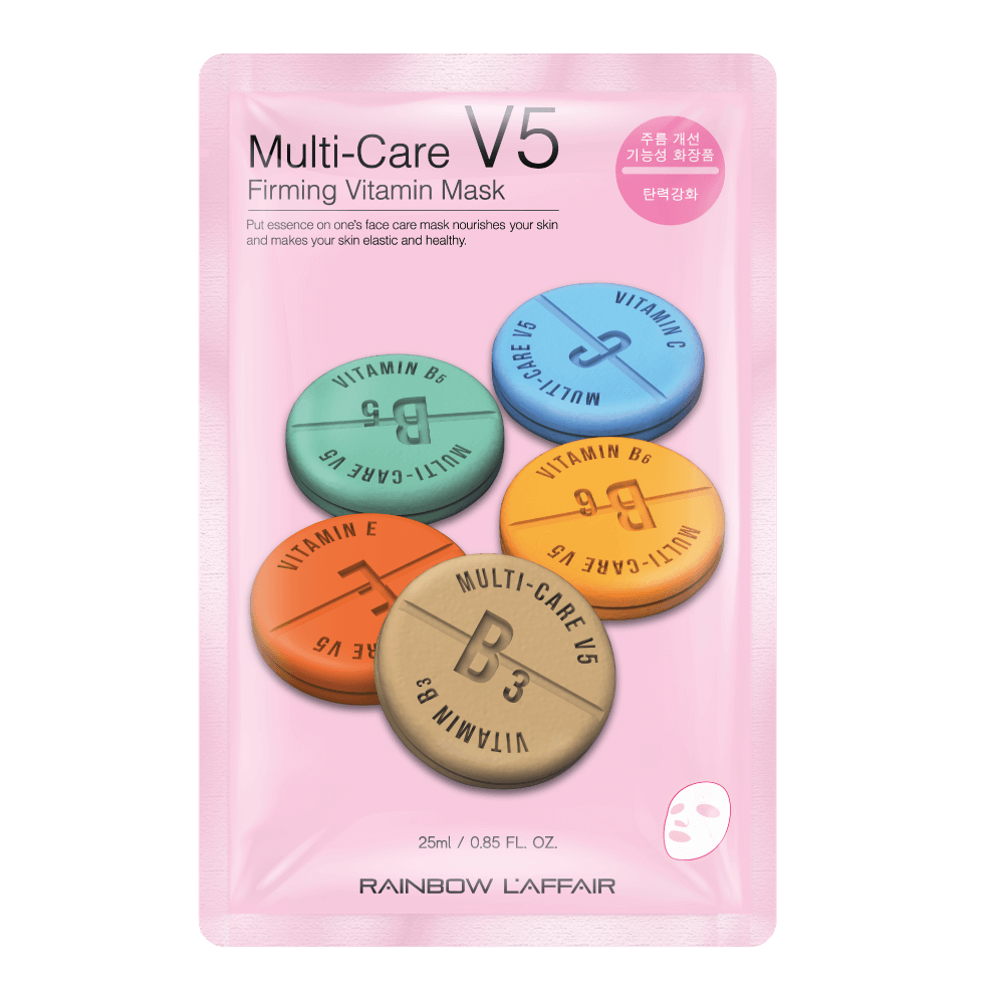 Multi-Care V5
Firming Vitamin Mask
Put essence on one's face care mask nourishes your skin
and makes your skin elastic and healthy.
주름 개선
기능성 화장품
탄력강화
VITAMIN C
C
MULTI-CARE V5
VITAMIN B5
B5
MULTI-CARE V5
VITAMIN B6
B6
MULTI-CARE V5
VITAMIN E
E
RE V5
MULTI-CARE V5
B3
VITAMIN B3
25ml / 0.85 FL. OZ.
RAINBOW L'AFFAIR